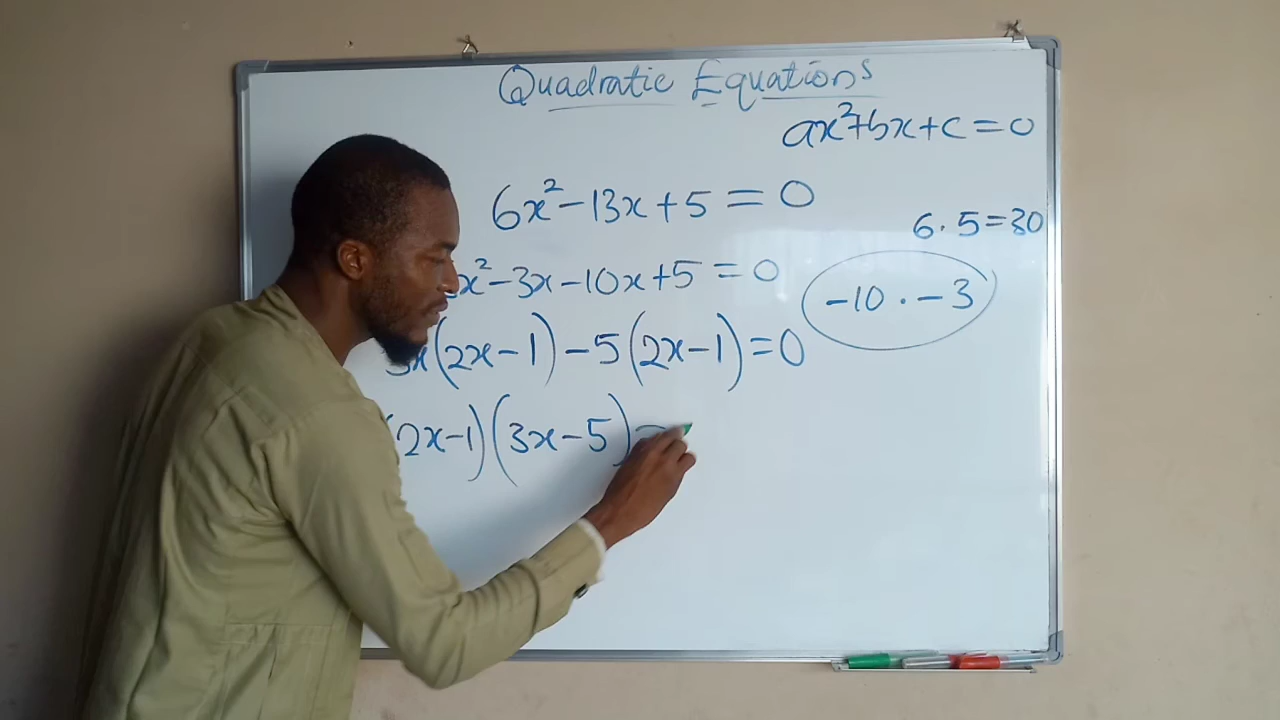 Quadratic Equations
ax²+bx+c=0
6x²-13x+5=0
6·5=30
x²-3x-10x+5=0
-10·-3
3x(2x-1)-5(2x-1)=0
(2x-1)(3x-5)=